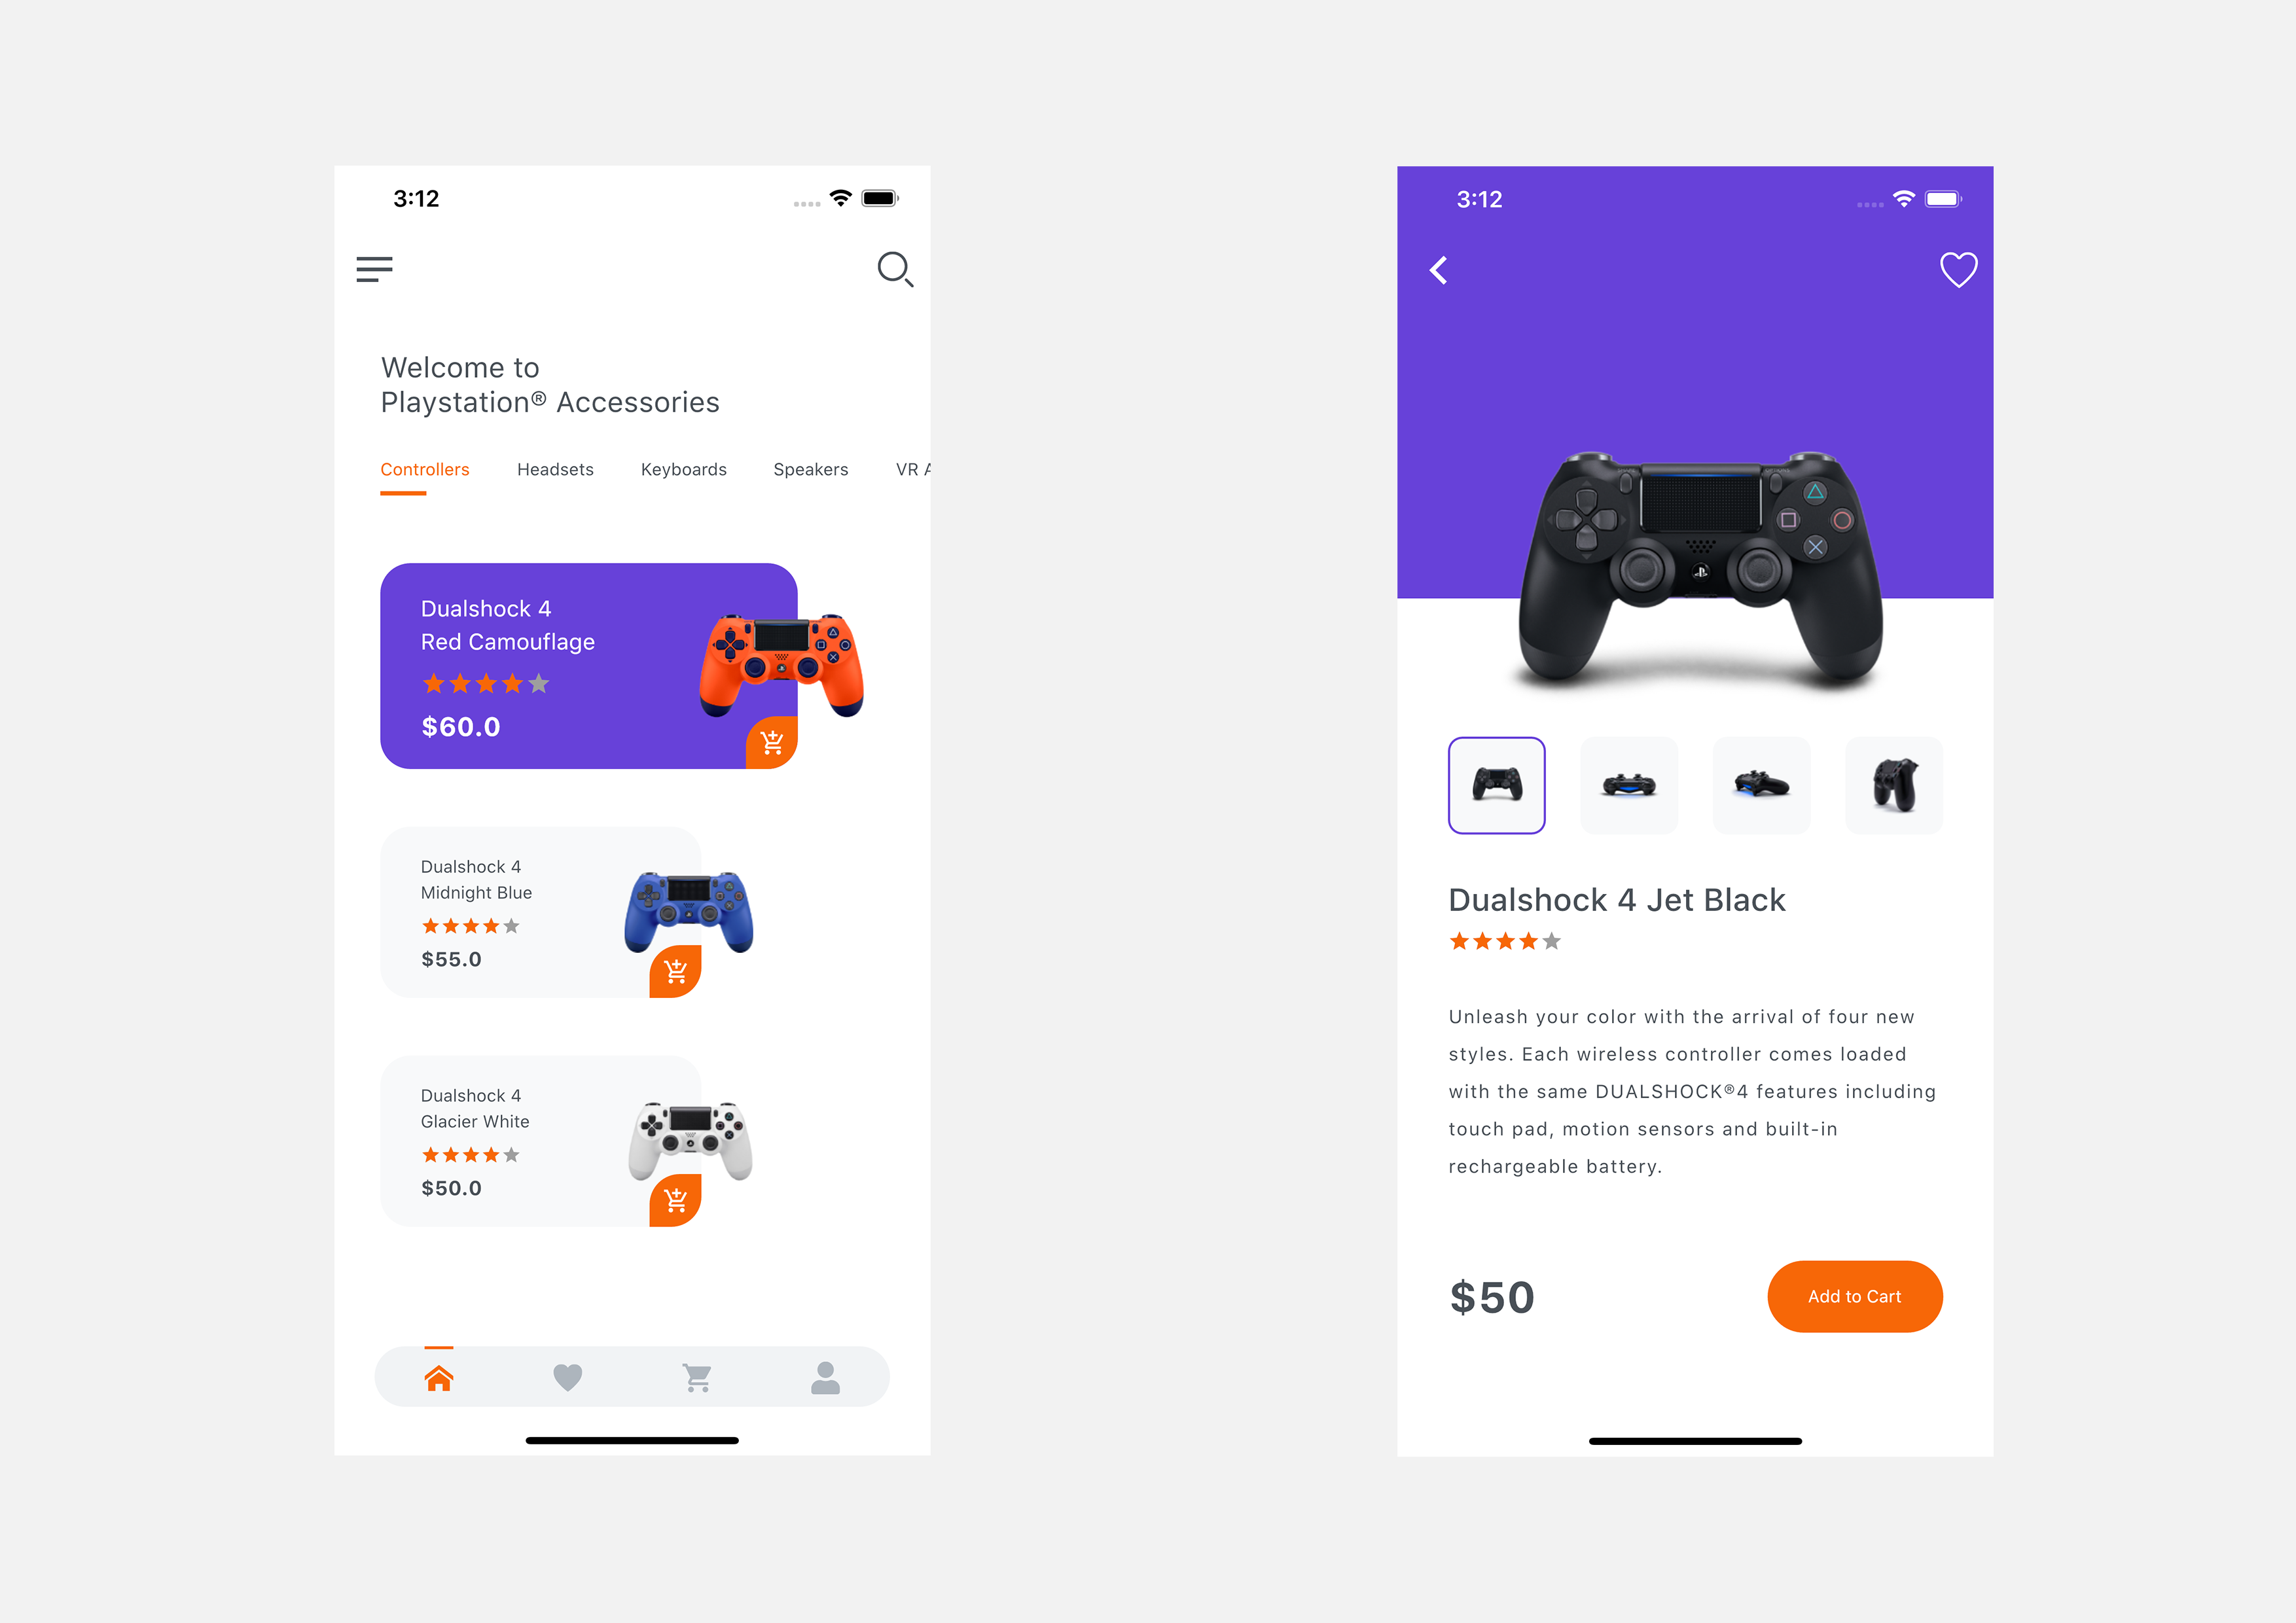 3:12
Welcome to
Playstation® Accessories
Controllers Headsets Keyboards Speakers VR A
Dualshock 4
Red Camouflage
$60.0
Dualshock 4
Midnight Blue
$55.0
Dualshock 4
Glacier White
$50.0
3:12
Dualshock 4 Jet Black
Unleash your color with the arrival of four new
styles. Each wireless controller comes loaded
with the same DUALSHOCK®4 features including
touch pad, motion sensors and built-in
rechargeable battery.
$50
Add to Cart